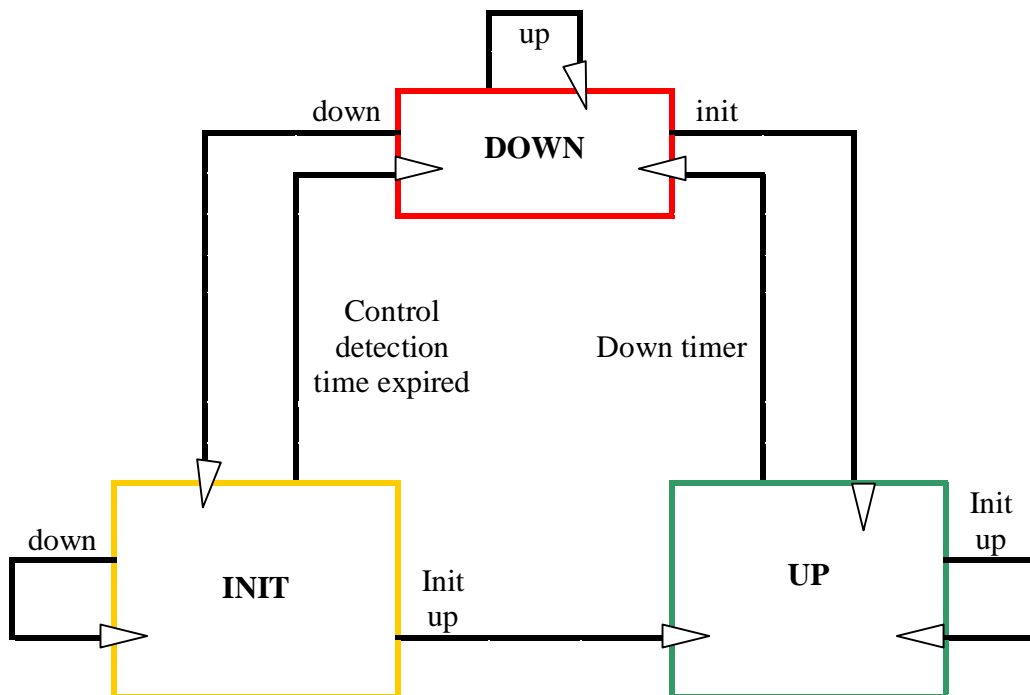 up
down
init
DOWN
Control
detection
time expired
Down timer
down
INIT
Init
up
UP
Init
up